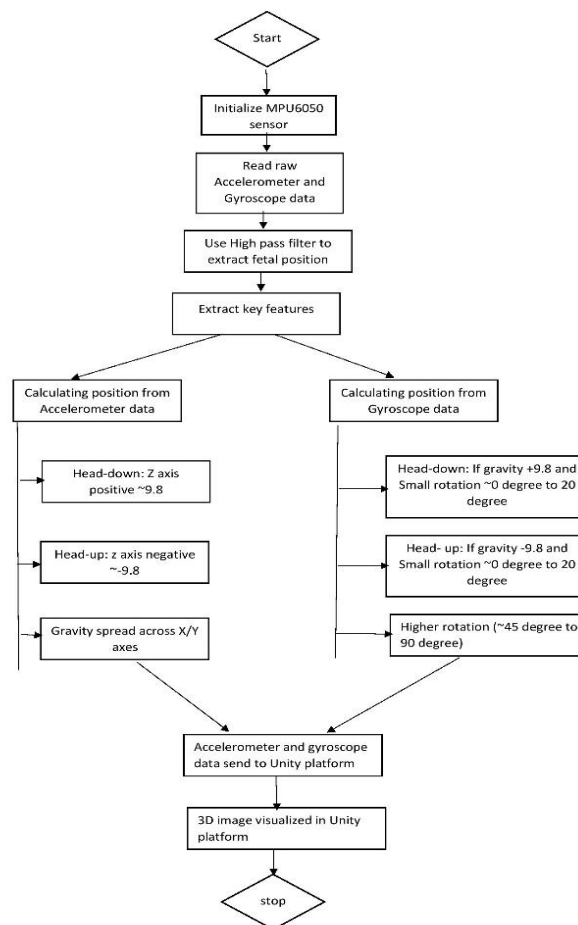 Start
Initialize MPU6050
sensor
Read raw
Accelerometer and
Gyroscope data
Use High pass filter to
extract fetal position
Extract key features
Calculating position from
Accelerometer data
Head-down: Z axis
positive ~9.8
Head-up: z axis negative
~-9.8
Gravity spread across X/Y
axes
Calculating position from
Gyroscope data
Head-down: If gravity +9.8 and
Small rotation ~0 degree to 20
degree
Head- up: If gravity -9.8 and
Small rotation ~0 degree to 20
degree
Higher rotation (~45 degree to
90 degree)
Accelerometer and gyroscope
data send to Unity platform
3D image visualized in Unity
platform
stop